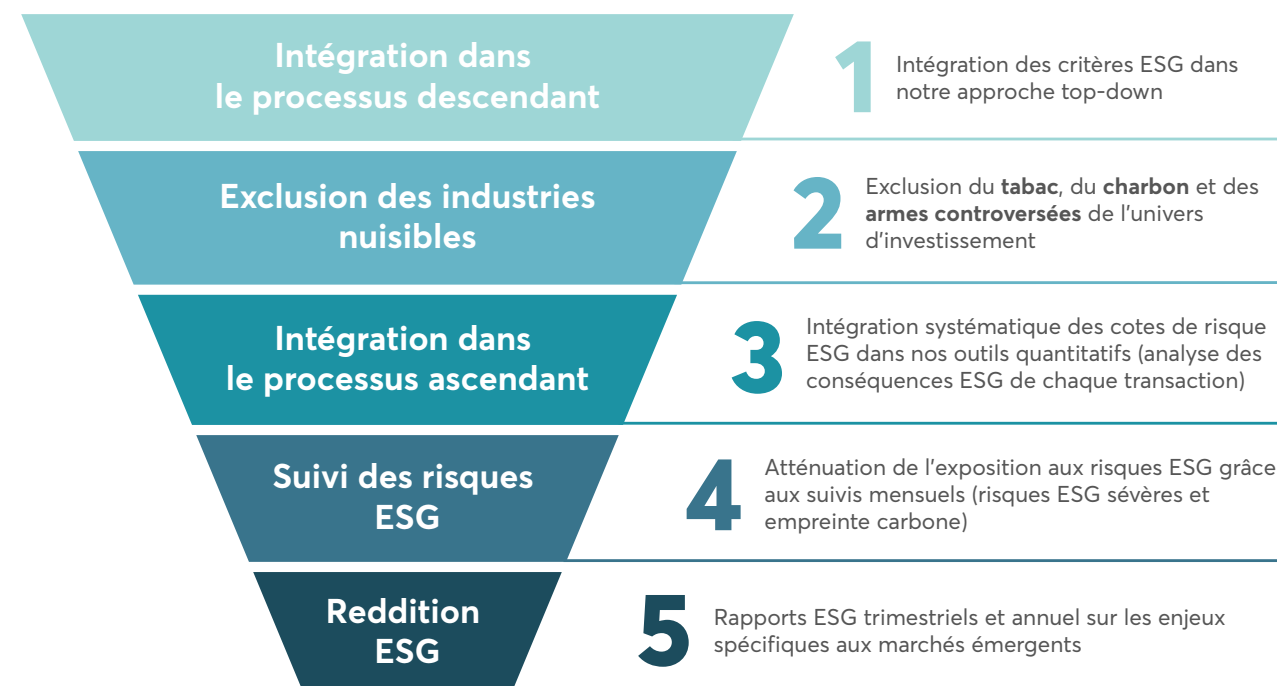 Intégration dans
le processus descendant
1
Intégration des critères ESG dans
notre approche top-down
Exclusion des industries
nuisibles
2
Exclusion du tabac, du charbon et des
armes controversées de l'univers
d'investissement
Intégration dans
le processus ascendant
3
Intégration systématique des cotes de risque
ESG dans nos outils quantitatifs (analyse des
conséquences ESG de chaque transaction)
Suivi des risques
ESG
4
Atténuation de l'exposition aux risques ESG grâce
aux suivis mensuels (risques ESG sévères et
empreinte carbone)
Reddition
ESG
5
Rapports ESG trimestriels et annuel sur les enjeux
spécifiques aux marchés émergents